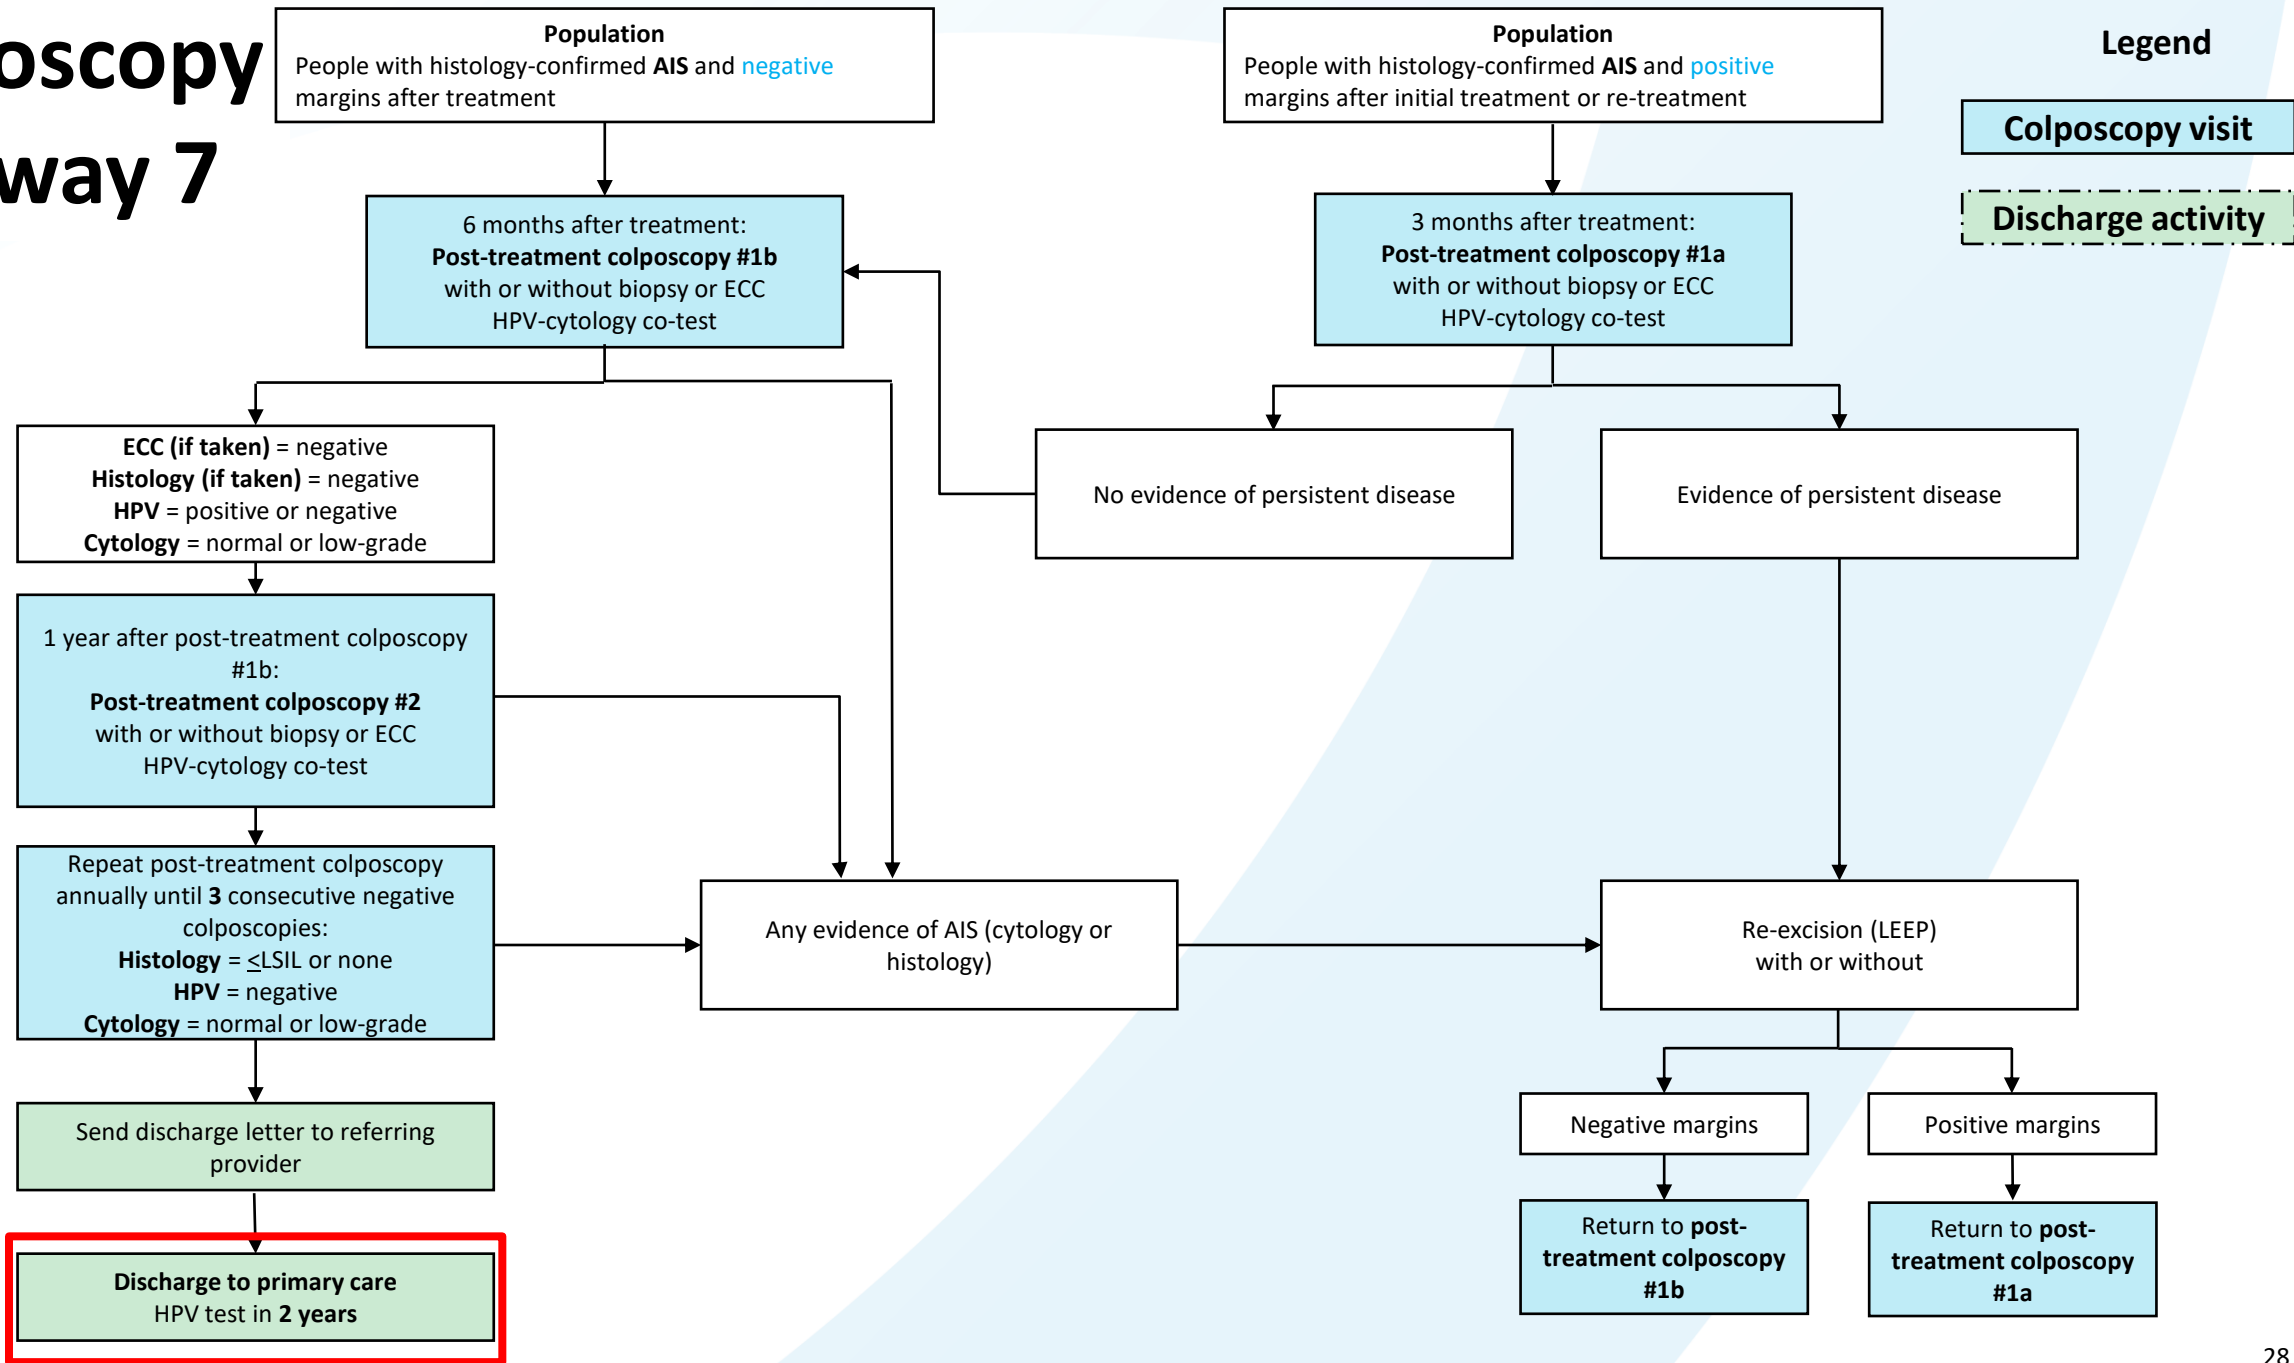 oscopy
way 7
Population
People with histology-confirmed AIS and negative
margins after treatment
Population
People with histology-confirmed AIS and positive
margins after initial treatment or re-treatment
Legend
Colposcopy visit
Discharge activity
6 months after treatment:
Post-treatment colposcopy #1b
with or without biopsy or ECC
HPV-cytology co-test
3 months after treatment:
Post-treatment colposcopy #1a
with or without biopsy or ECC
HPV-cytology co-test
ECC (if taken) = negative
Histology (if taken) = negative
HPV = positive or negative
Cytology = normal or low-grade
No evidence of persistent disease
Evidence of persistent disease
1 year after post-treatment colposcopy
#1b:
Post-treatment colposcopy #2
with or without biopsy or ECC
HPV-cytology co-test
Repeat post-treatment colposcopy
annually until 3 consecutive negative
colposcopies:
Histology = <LSIL or none
HPV = negative
Cytology = normal or low-grade
Any evidence of AIS (cytology or
histology)
Re-excision (LEEP)
with or without
Send discharge letter to referring
provider
Negative margins
Positive margins
Discharge to primary care
HPV test in 2 years
Return to post-
treatment colposcopy
#1b
Return to post-
treatment colposcopy
#1a
28